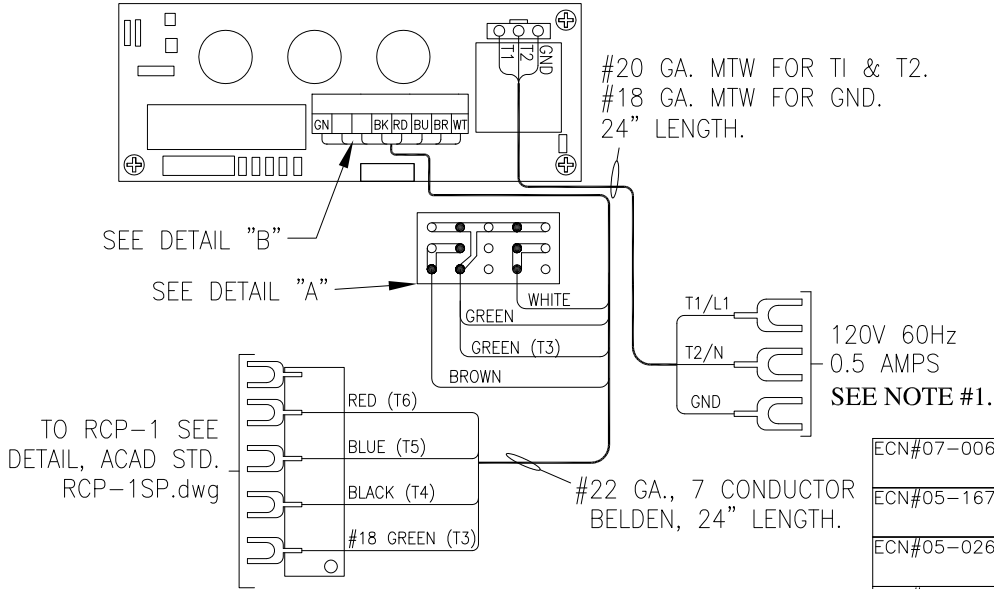 T1
T2
GND
#20 GA. MTW FOR TI & T2.
#18 GA. MTW FOR GND.
24" LENGTH.
GN BK RD BU BR WT
SEE DETAIL "B"
SEE DETAIL "A"
WHITE
GREEN
GREEN (T3)
BROWN
T1/L1
T2/N
GND
120V 60Hz
0.5 AMPS
SEE NOTE #1.
TO RCP-1 SEE
DETAIL, ACAD STD.
RCP-1SP.dwg
RED (T6)
BLUE (T5)
BLACK (T4)
#18 GREEN (T3)
#22 GA., 7 CONDUCTOR
BELDEN, 24" LENGTH.
ECN#07-006
ECN#05-167
ECN#05-026